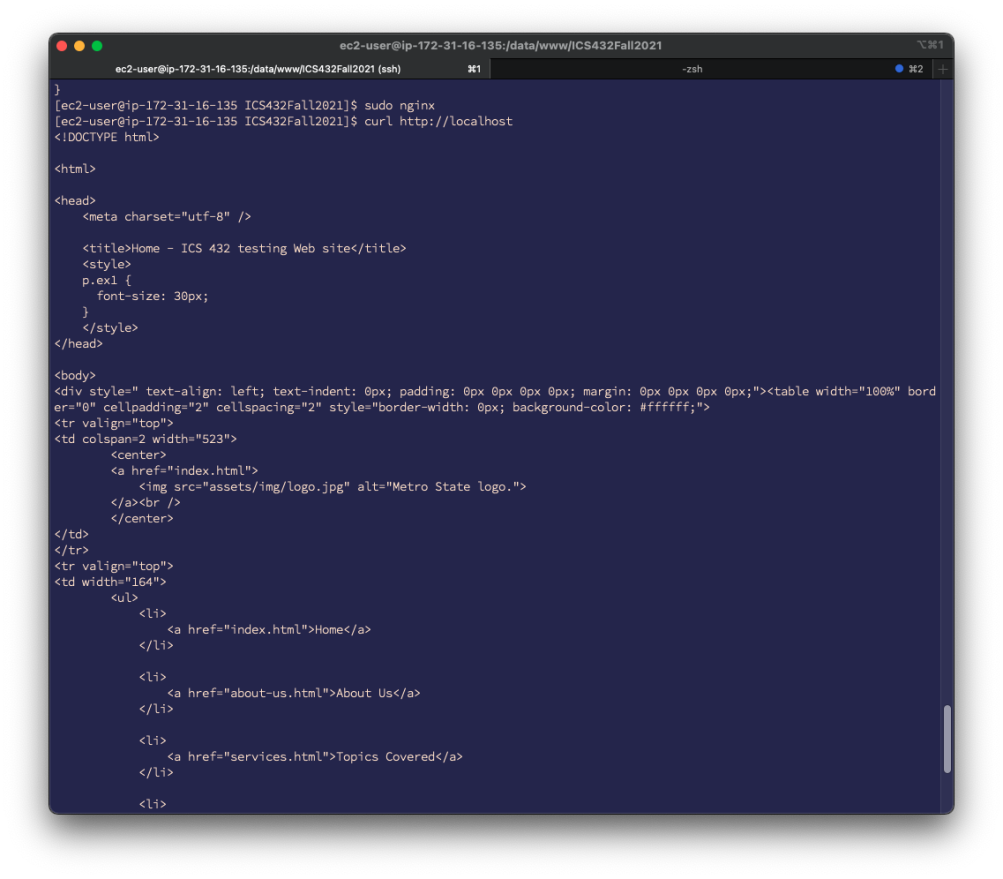 ec2-user@ip-172-31-16-135:/data/www/ICS432Fall2021
⌥⌘1
ec2-user@ip-172-31-16-135:/data/www/ICS432Fall2021 (ssh)
⌘1
-zsh
⌘2
+
}
[ec2-user@ip-172-31-16-135 ICS432Fall2021]$ sudo nginx
[ec2-user@ip-172-31-16-135 ICS432Fall2021]$ curl http://localhost
<!DOCTYPE html>
<html>
<head>
<meta charset="utf-8" />
<title>Home - ICS 432 testing Web site</title>
<style>
p.ex1 {
font-size: 30px;
}
</style>
</head>
<body>
<div style=" text-align: left; text-indent: 0px; padding: 0px 0px 0px 0px; margin: 0px 0px 0px 0px;"><table width="100%" bord
er="0" cellpadding="2" cellspacing="2" style="border-width: 0px; background-color: #ffffff;">
<tr valign="top">
<td colspan=2 width="523">
<center>
<a href="index.html">
<img src="assets/img/logo.jpg" alt="Metro State logo.">
</a><br />
</center>
</td>
</tr>
<tr valign="top">
<td width="164">
<ul>
<li>
<a href="index.html">Home</a>
</li>
<li>
<a href="about-us.html">About Us</a>
</li>
<li>
<a href="services.html">Topics Covered</a>
</li>
<li>